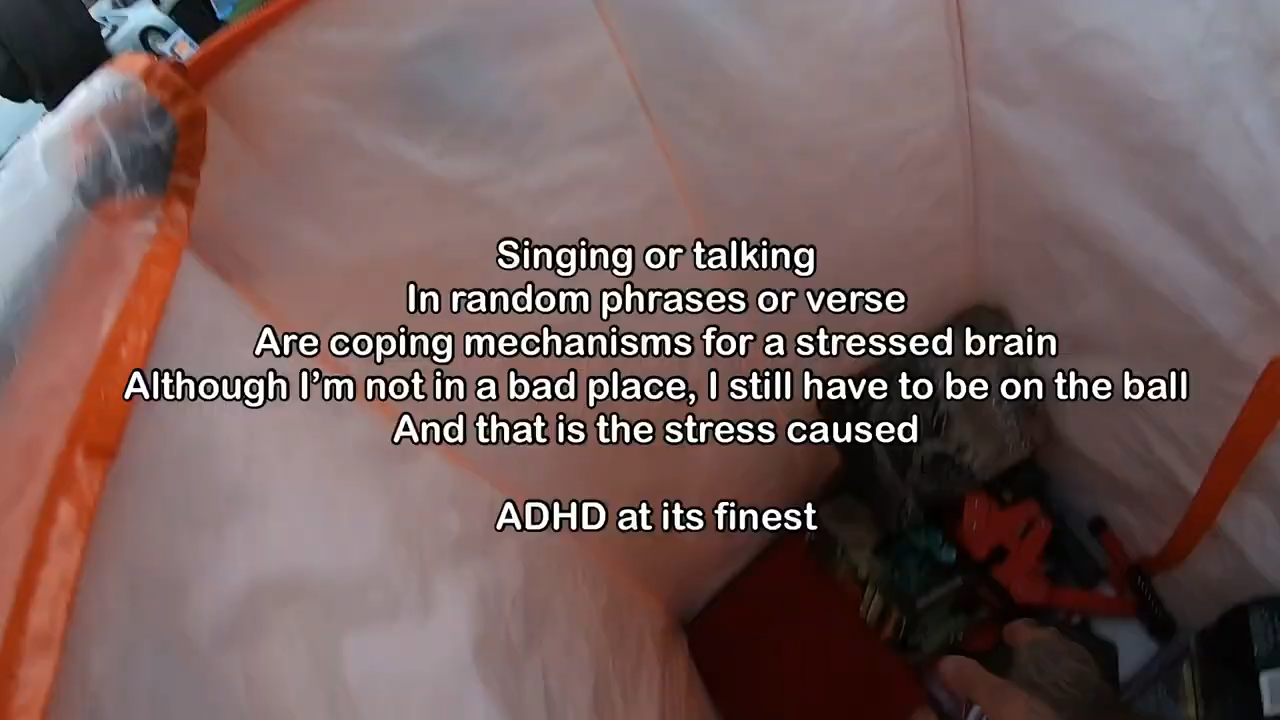 Singing or talking
In random phrases or verse
Are coping mechanisms for a stressed brain
Although I’m not in a bad place, I still have to be on the ball
And that is the stress caused
ADHD at its finest